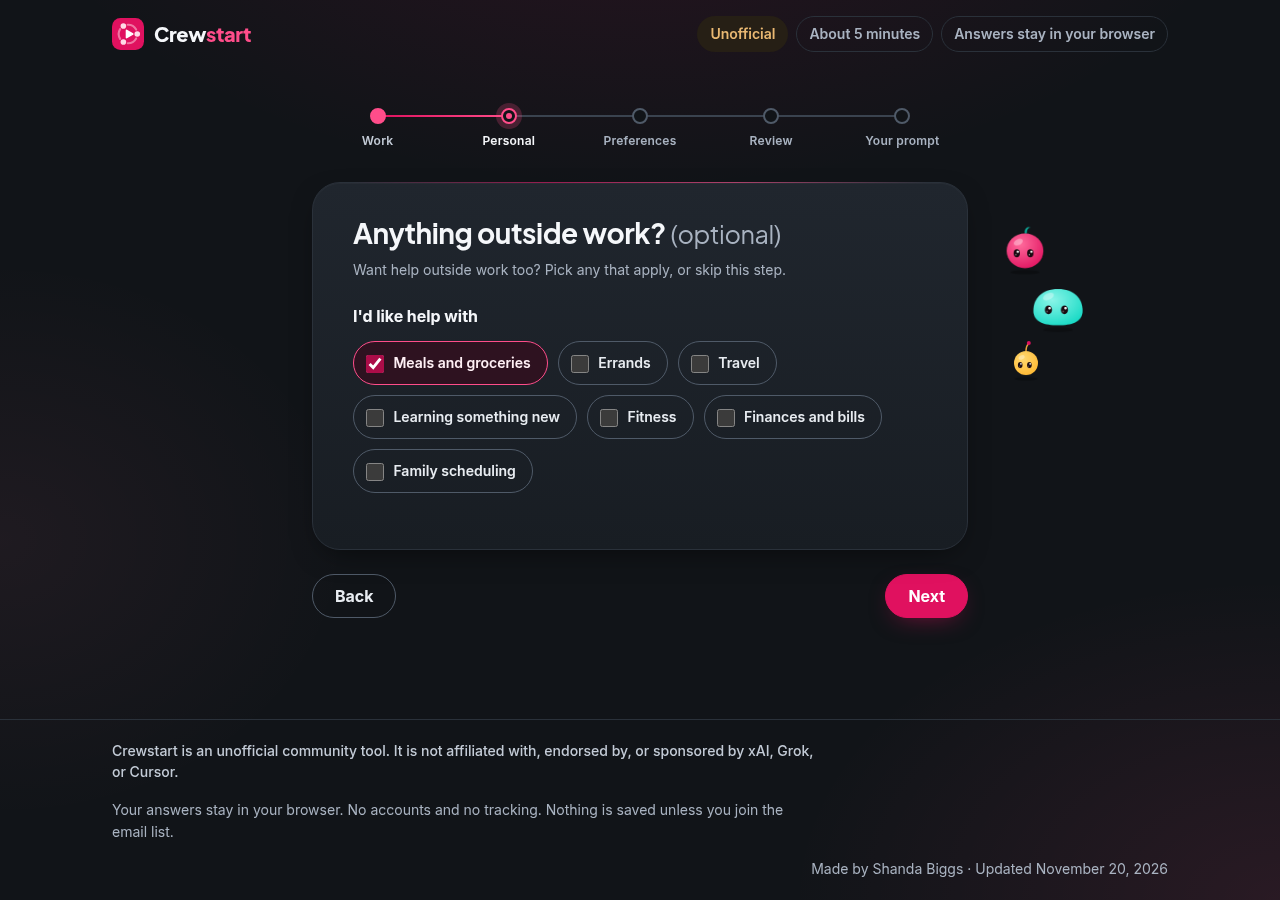 Crewstart
Unofficial
About 5 minutes
Answers stay in your browser
Work
Personal
Preferences
Review
Your prompt
Anything outside work? (optional)
Want help outside work too? Pick any that apply, or skip this step.
I'd like help with
Meals and groceries
Errands
Travel
Learning something new
Fitness
Finances and bills
Family scheduling
Back
Next
Crewstart is an unofficial community tool. It is not affiliated with, endorsed by, or sponsored by xAI, Grok,
or Cursor.
Your answers stay in your browser. No accounts and no tracking. Nothing is saved unless you join the
email list.
Made by Shanda Biggs · Updated November 20, 2026